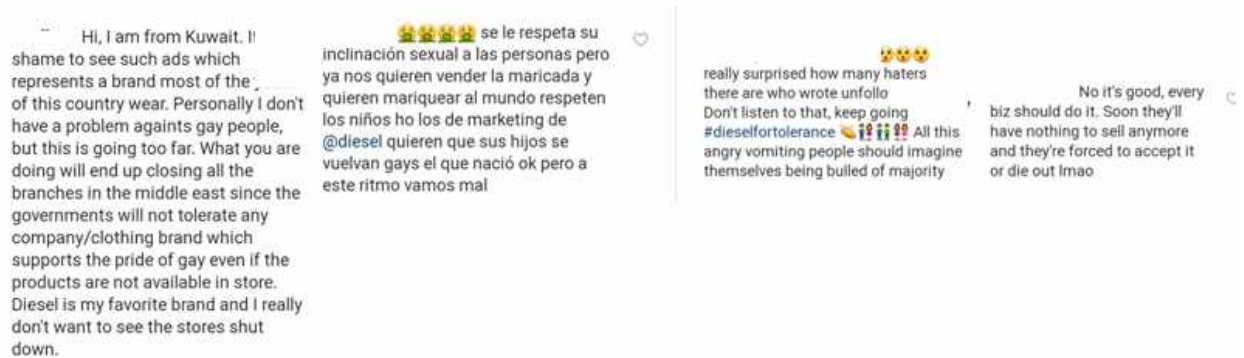 Hi, I am from Kuwait. I
shame to see such ads which
represents a brand most of the
of this country wear. Personally I don't
have a problem againts gay people,
but this is going too far. What you are
doing will end up closing all the
branches in the middle east since the
governments will not tolerate any
company/clothing brand which
supports the pride of gay even if the
products are not available in store.
Diesel is my favorite brand and I really
don't want to see the stores shut
down.
🤮🤮🤮🤮 se le respeta su
inclinación sexual a las personas pero
ya nos quieren vender la maricada y
quieren mariquear al mundo respeten
los niños ho los de marketing de
@diesel quieren que sus hijos se
vuelvan gays el que nació ok pero a
este ritmo vamos mal
😯😯😯
really surprised how many haters
there are who wrote unfollo
Don't listen to that, keep going
#dieselfortolerance 👏👫👬👭 All this
angry vomiting people should imagine
themselves being bulled of majority
No it's good, every
biz should do it. Soon they'll
have nothing to sell anymore
and they're forced to accept it
or die out lmao